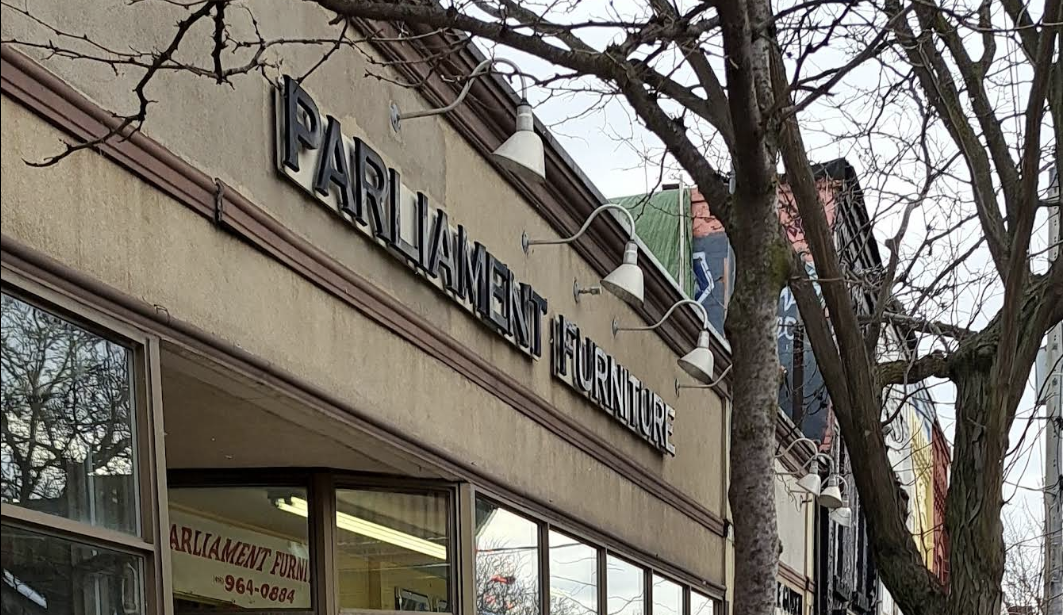 PARLIAMENT FURNITURE
ARLIAMENT FURNI
964-0884